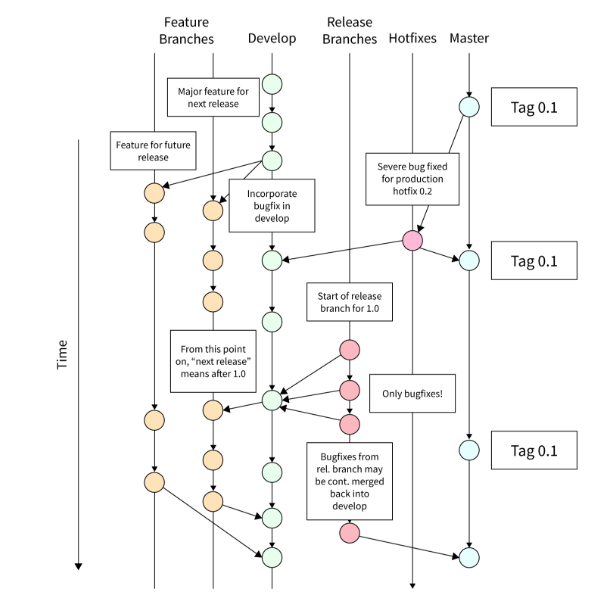 Feature
Branches
Develop
Release
Branches
Hotfixes
Master
Major feature for
next release
Tag 0.1
Feature for future
release
Severe bug fixed
for production
hotfix 0.2
Incorporate
bugfix in
develop
Tag 0.1
Start of release
branch for 1.0
Time
From this point
on, “next release”
means after 1.0
Only bugfixes!
Tag 0.1
Bugfixes from
rel. branch may
be cont. merged
back into
develop